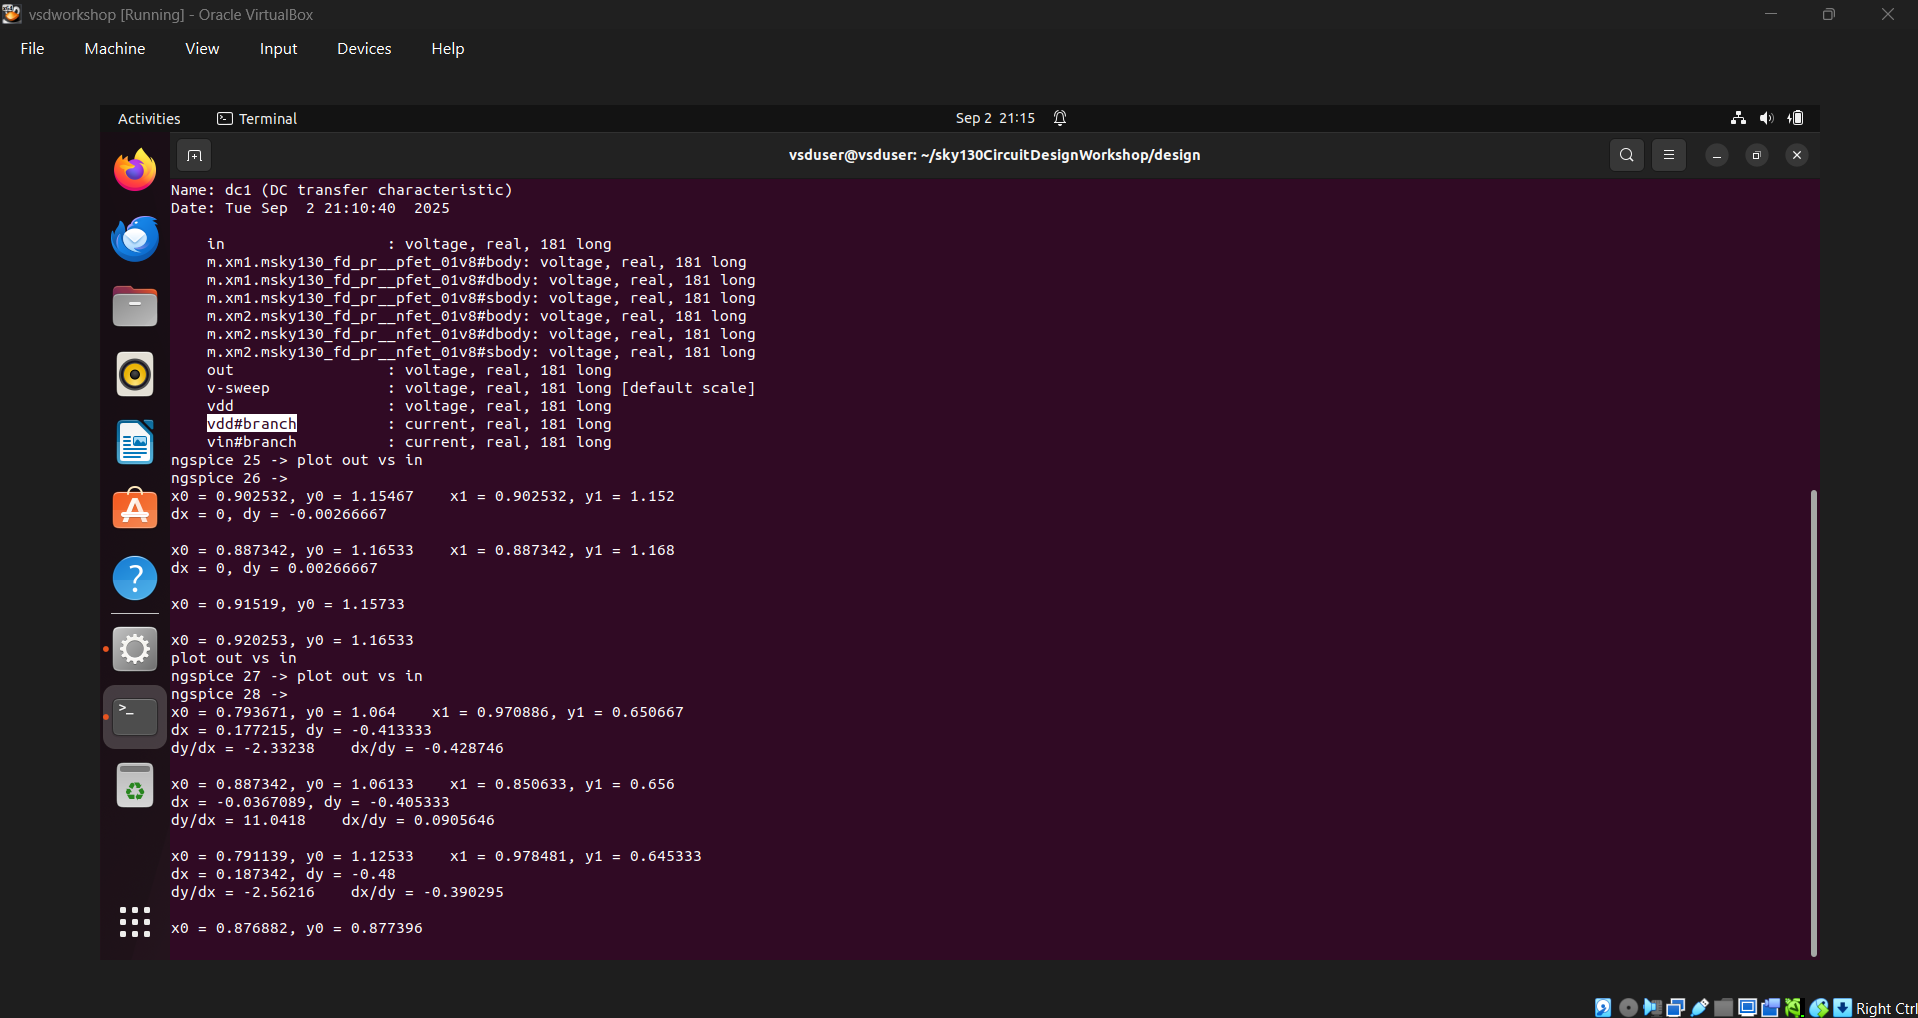 vsdworkshop [Running] - Oracle VirtualBox
File Machine View Input Devices Help
Activities Terminal Sep 2 21:15
vsduser@vsduser: ~/sky130CircuitDesignWorkshop/design
Name: dc1 (DC transfer characteristic)
Date: Tue Sep  2 21:10:40  2025
in                  : voltage, real, 181 long
m.xm1.msky130_fd_pr__pfet_01v8#body: voltage, real, 181 long
m.xm1.msky130_fd_pr__pfet_01v8#dbody: voltage, real, 181 long
m.xm1.msky130_fd_pr__pfet_01v8#sbody: voltage, real, 181 long
m.xm2.msky130_fd_pr__nfet_01v8#body: voltage, real, 181 long
m.xm2.msky130_fd_pr__nfet_01v8#dbody: voltage, real, 181 long
m.xm2.msky130_fd_pr__nfet_01v8#sbody: voltage, real, 181 long
out                 : voltage, real, 181 long
v-sweep             : voltage, real, 181 long [default scale]
vdd                 : voltage, real, 181 long
vdd#branch          : current, real, 181 long
vin#branch          : current, real, 181 long
ngspice 25 -> plot out vs in
ngspice 26 ->
x0 = 0.902532, y0 = 1.15467    x1 = 0.902532, y1 = 1.152
dx = 0, dy = -0.00266667
x0 = 0.887342, y0 = 1.16533    x1 = 0.887342, y1 = 1.168
dx = 0, dy = 0.00266667
x0 = 0.91519, y0 = 1.15733
x0 = 0.920253, y0 = 1.16533
plot out vs in
ngspice 27 -> plot out vs in
ngspice 28 ->
x0 = 0.793671, y0 = 1.064    x1 = 0.970886, y1 = 0.650667
dx = 0.177215, dy = -0.413333
dy/dx = -2.33238    dx/dy = -0.428746
x0 = 0.887342, y0 = 1.06133    x1 = 0.850633, y1 = 0.656
dx = -0.0367089, dy = -0.405333
dy/dx = 11.0418    dx/dy = 0.0905646
x0 = 0.791139, y0 = 1.12533    x1 = 0.978481, y1 = 0.645333
dx = 0.187342, dy = -0.48
dy/dx = -2.56216    dx/dy = -0.390295
x0 = 0.876882, y0 = 0.877396
Right Ctrl